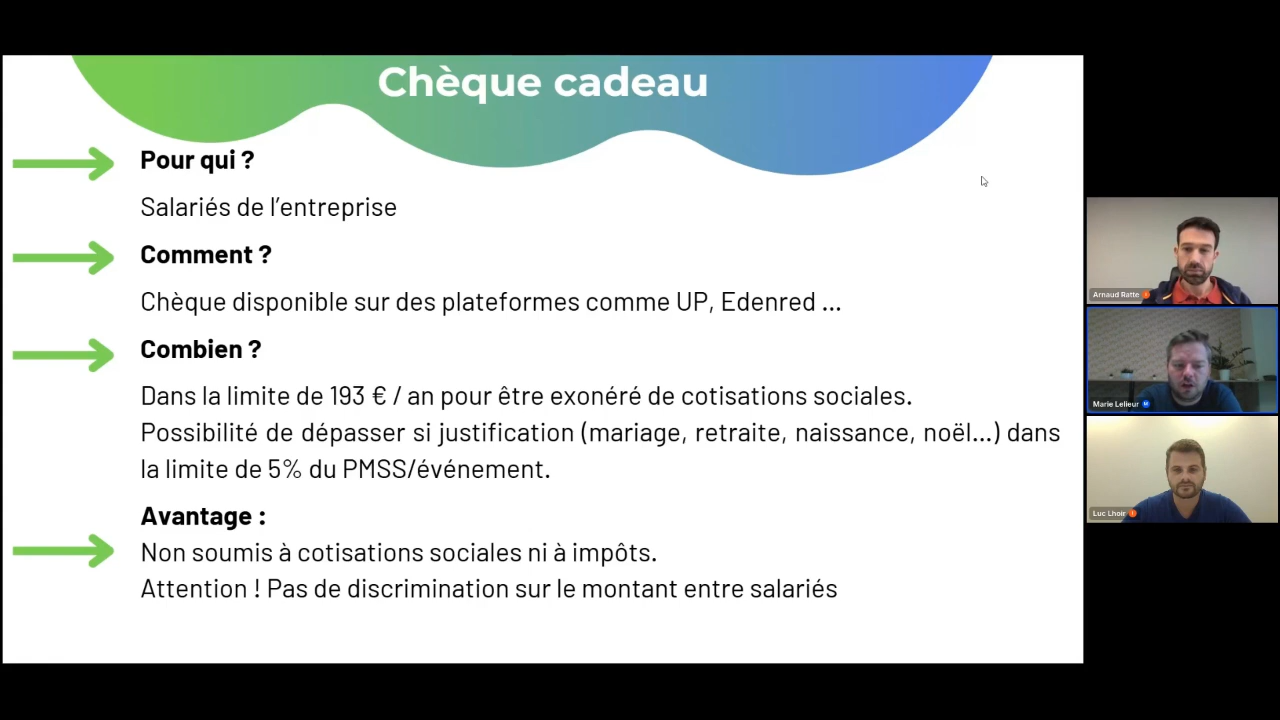 Chèque cadeau
Pour qui ?
Salariés de l'entreprise
Comment ?
Chèque disponible sur des plateformes comme UP, Edenred ...
Combien ?
Dans la limite de 193 € / an pour être exonéré de cotisations sociales.
Possibilité de dépasser si justification (mariage, retraite, naissance, noël...) dans
la limite de 5% du PMSS/événement.
Avantage :
Non soumis à cotisations sociales ni à impôts.
Attention ! Pas de discrimination sur le montant entre salariés
Arnaud Ratte
Marie Lelieur
Luc Lhoir